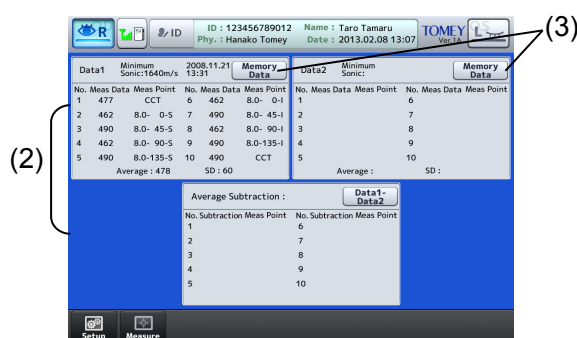 R
ID
ID : 123456789012 Name : Taro Tamaru
Phy. : Hanako Tomey Date : 2013.02.08 13:07
TOMEY
Ver.1A
L
(3)
(2)
Data1 Minimum 2008.11.21 Memory
Sonic:1640m/s 13:31 Data
No. Meas Data Meas Point No. Meas Data Meas Point
1 477 CCT 6 462 8.0- 0-I
2 462 8.0- 0-S 7 490 8.0- 45-I
3 490 8.0- 45-S 8 462 8.0- 90-I
4 462 8.0- 90-S 9 490 8.0-135-I
5 490 8.0-135-S 10 490 CCT
Average : 478 SD : 60
Data2 Minimum Memory
Sonic: Data
No. Meas Data Meas Point No. Meas Data Meas Point
1 6
2 7
3 8
4 9
5 10
Average : SD :
Average Subtraction : Data1-
Data2
No. Subtraction Meas Point No. Subtraction Meas Point
1 6
2 7
3 8
4 9
5 10
Setup Measure